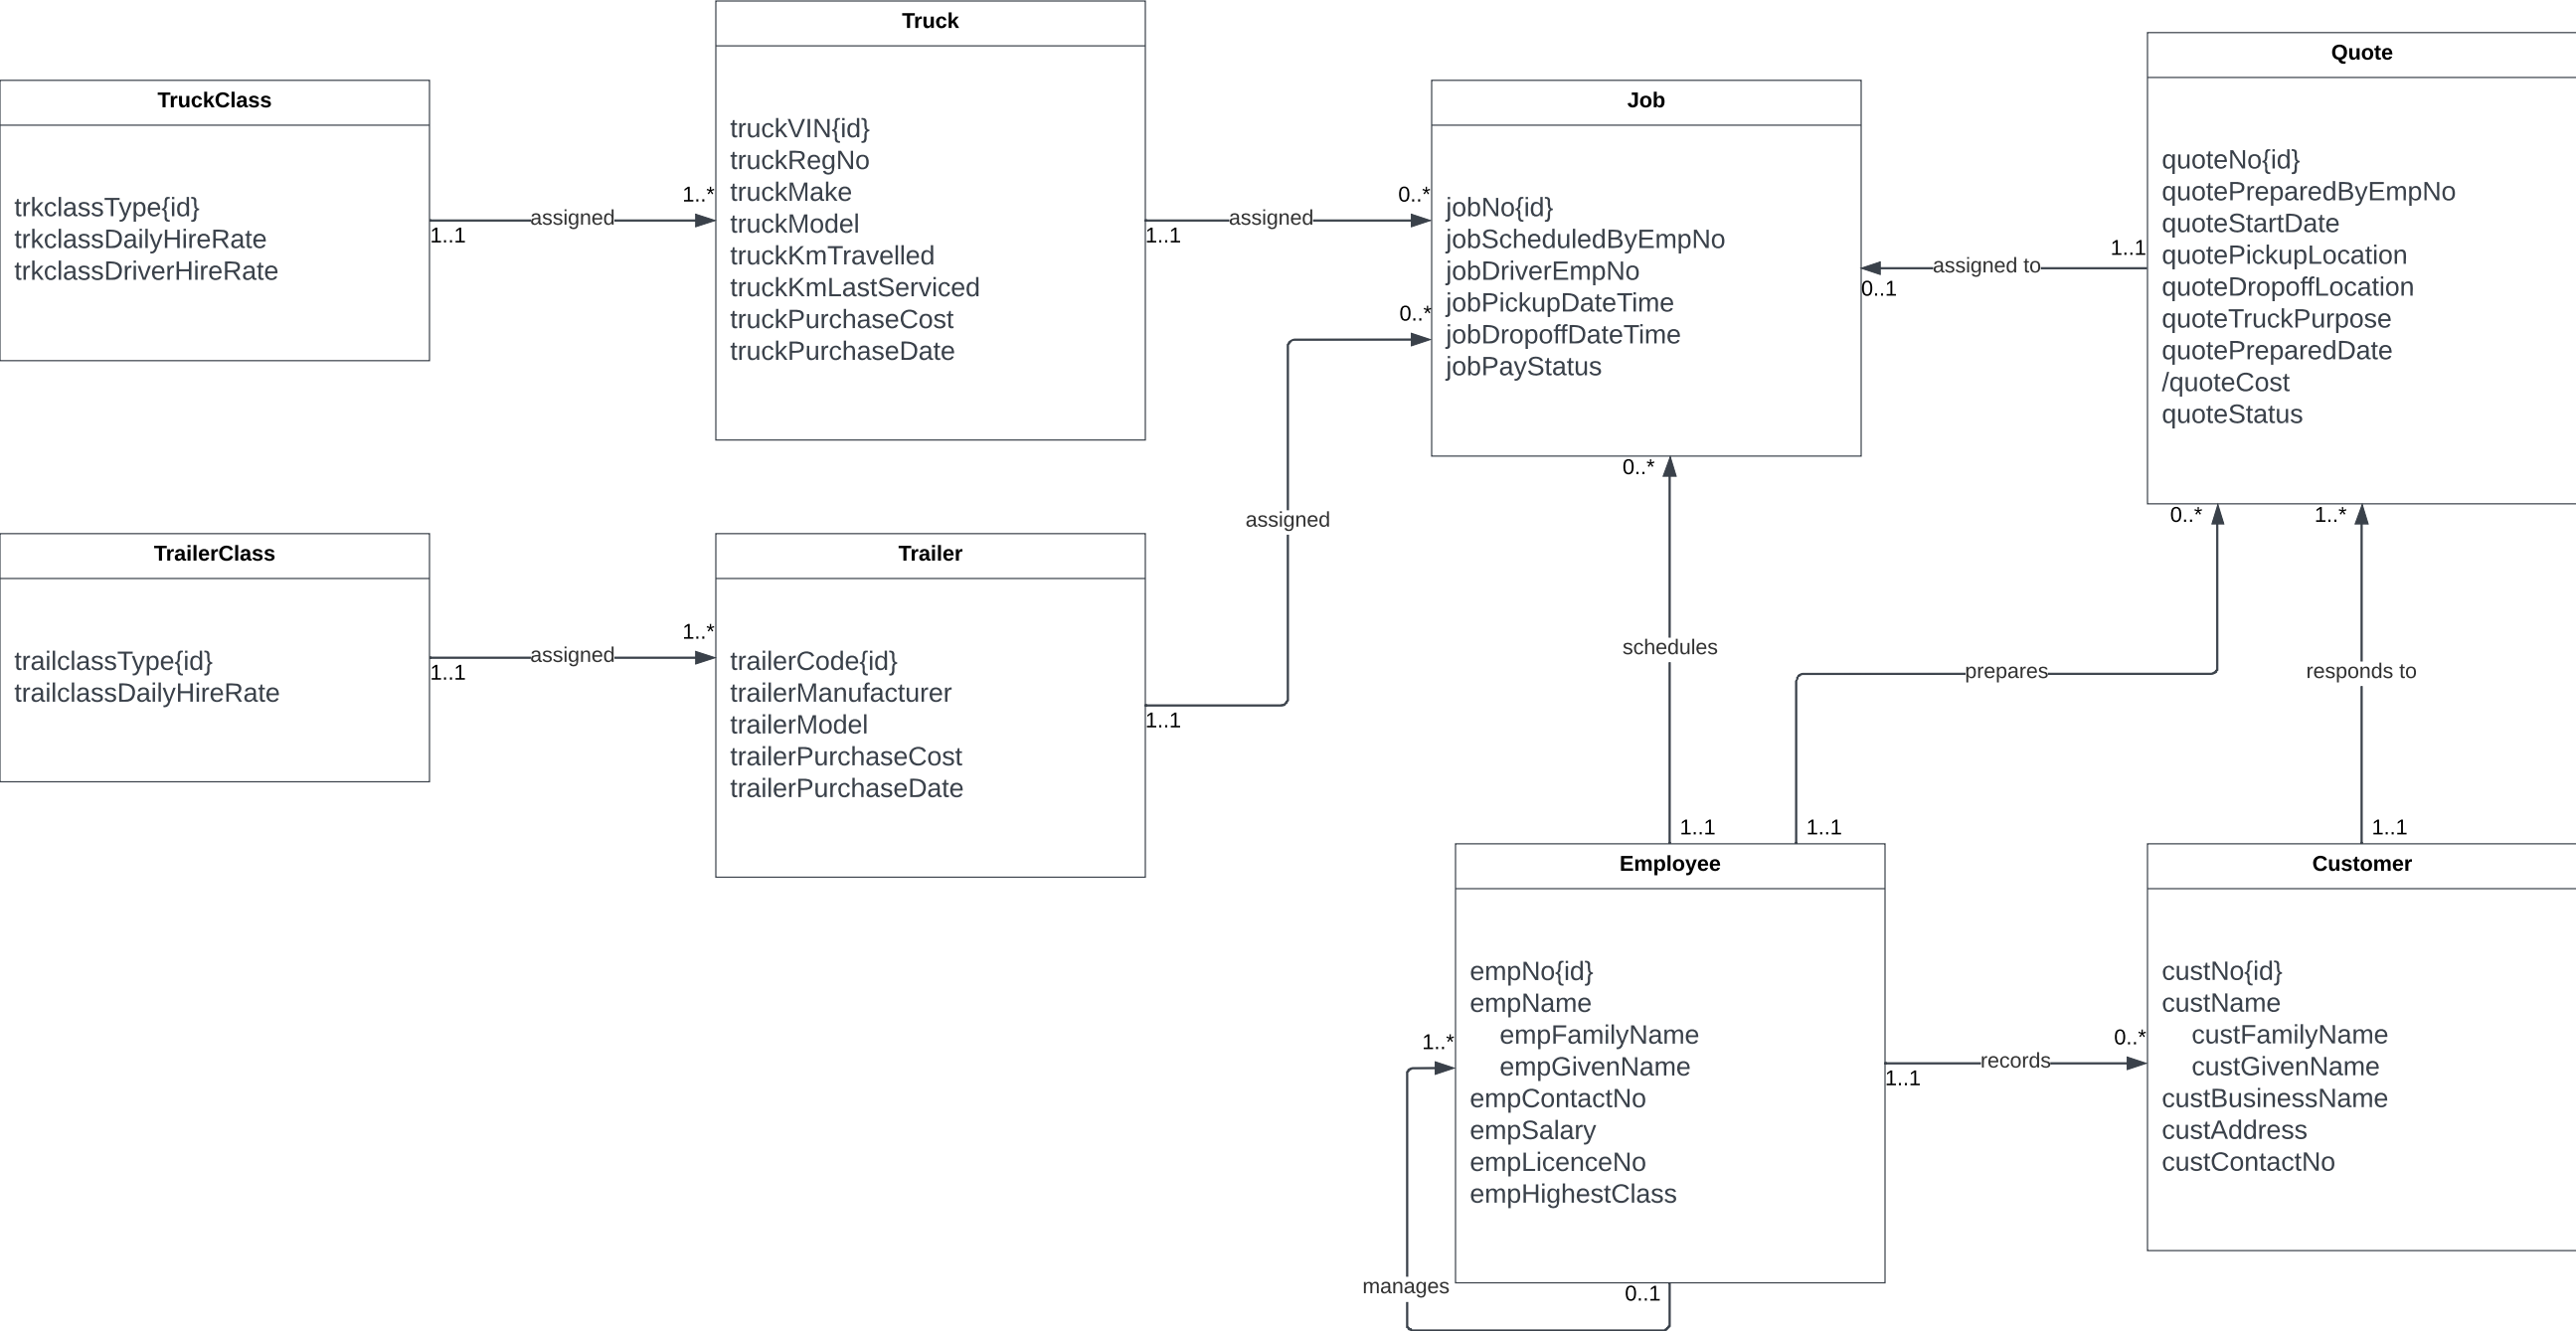 TruckClass
trkclassType{id}
trkclassDailyHireRate
trkclassDriverHireRate
1..1
assigned
1..*
Truck
truckVIN{id}
truckRegNo
truckMake
truckModel
truckKmTravelled
truckKmLastServiced
truckPurchaseCost
truckPurchaseDate
1..1
assigned
0..*
Job
jobNo{id}
jobScheduledByEmpNo
jobDriverEmpNo
jobPickupDateTime
jobDropoffDateTime
jobPayStatus
0..1
assigned to
1..1
Quote
quoteNo{id}
quotePreparedByEmpNo
quoteStartDate
quotePickupLocation
quoteDropoffLocation
quoteTruckPurpose
quotePreparedDate
/quoteCost
quoteStatus
TrailerClass
trailclassType{id}
trailclassDailyHireRate
1..1
assigned
1..*
Trailer
trailerCode{id}
trailerManufacturer
trailerModel
trailerPurchaseCost
trailerPurchaseDate
1..1
assigned
0..*
0..*
schedules
1..1
0..*
prepares
1..1
1..*
responds to
1..1
Employee
empNo{id}
empName
empFamilyName
empGivenName
empContactNo
empSalary
empLicenceNo
empHighestClass
1..*
manages
0..1
1..1
records
0..*
Customer
custNo{id}
custName
custFamilyName
custGivenName
custBusinessName
custAddress
custContactNo